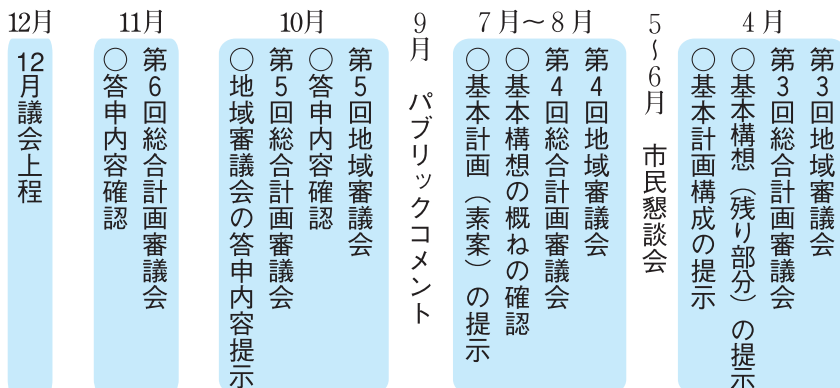 4月
第3回地域審議会
第3回総合計画審議会
○基本構想（残り部分）の提示
○基本計画構成の提示
5～6月　市民懇談会
7月～8月
第4回地域審議会
第4回総合計画審議会
○基本構想の概ねの確認
○基本計画（素案）の提示
9月　パブリックコメント
10月
第5回地域審議会
○答申内容確認
第5回総合計画審議会
○地域審議会の答申内容提示
11月
第6回総合計画審議会
○答申内容確認
12月
12月議会上程